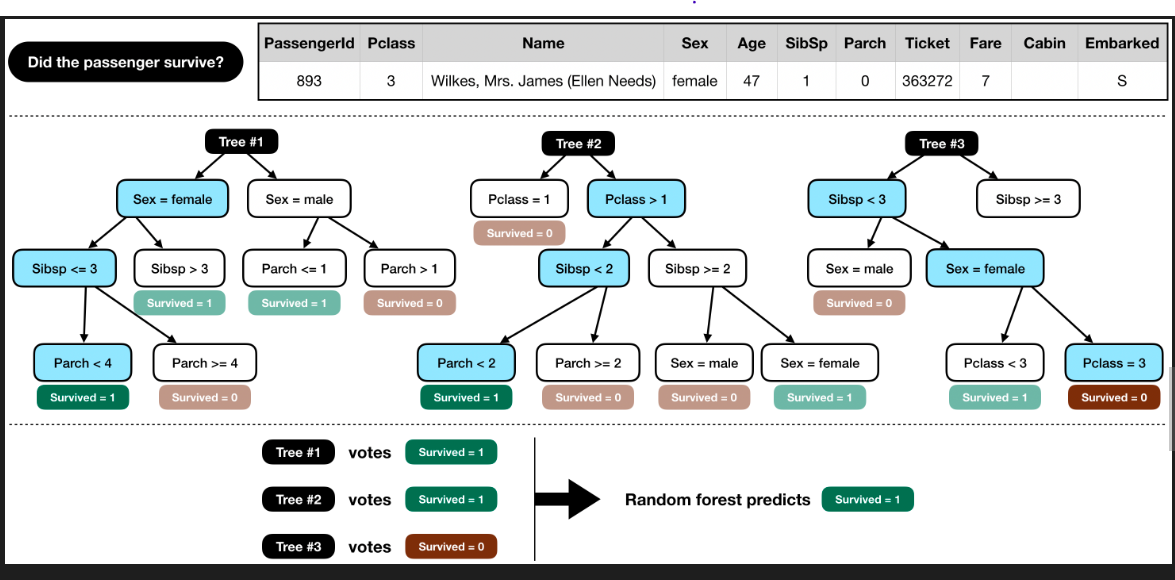 Did the passenger survive?
PassengerId Pclass Name Sex Age SibSp Parch Ticket Fare Cabin Embarked
893 3 Wilkes, Mrs. James (Ellen Needs) female 47 1 0 363272 7 S
Tree #1 Tree #2 Tree #3
Sex = female Sex = male Pclass = 1 Pclass > 1 Sibsp < 3 Sibsp >= 3
Survived = 0
Sibsp <= 3 Sibsp > 3 Parch <= 1 Parch > 1 Sibsp < 2 Sibsp >= 2 Sex = male Sex = female
Survived = 1 Survived = 1 Survived = 0 Survived = 0
Parch < 4 Parch >= 4 Parch < 2 Parch >= 2 Sex = male Sex = female Pclass < 3 Pclass = 3
Survived = 1 Survived = 0 Survived = 1 Survived = 0 Survived = 0 Survived = 1 Survived = 1 Survived = 0
Tree #1 votes Survived = 1
Tree #2 votes Survived = 1 Random forest predicts Survived = 1
Tree #3 votes Survived = 0